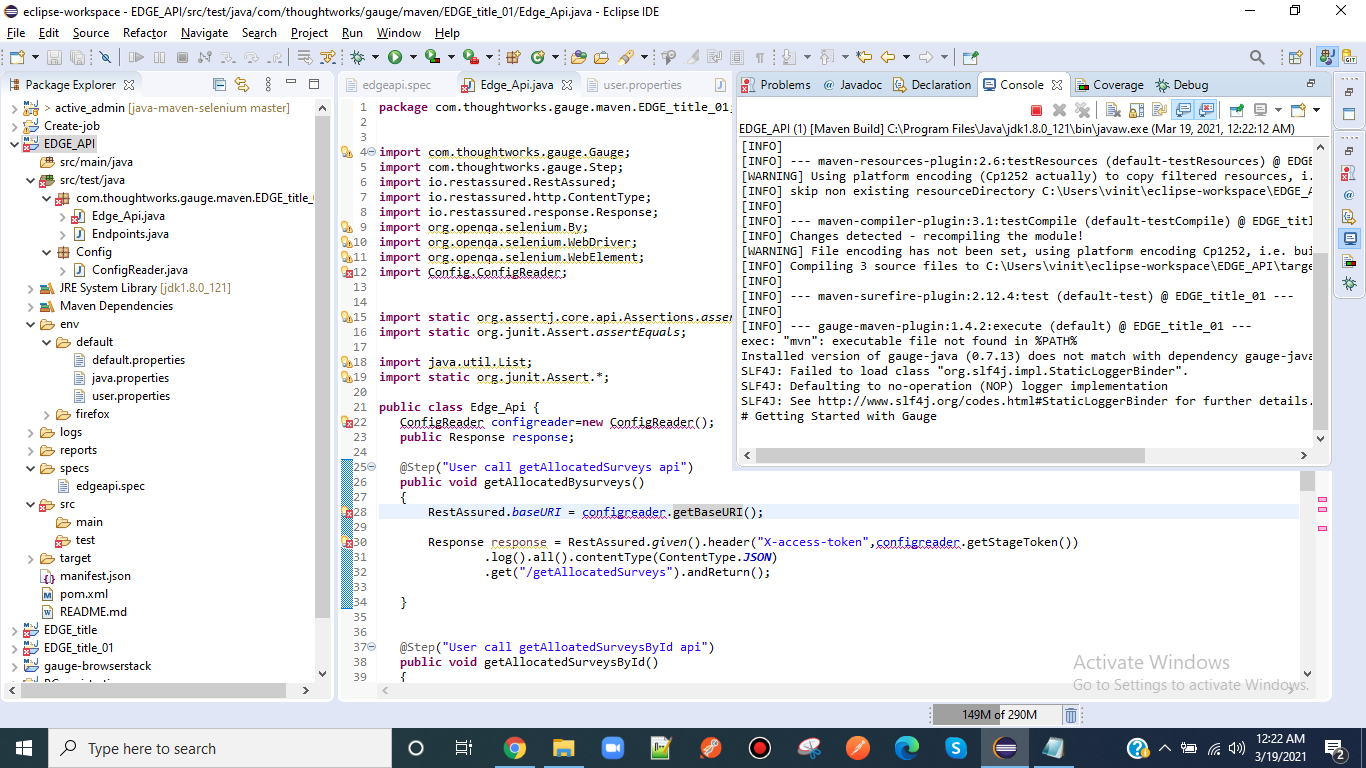 eclipse-workspace - EDGE_API/src/test/java/com/thoughtworks/gauge/maven/EDGE_title_01/Edge_Api.java - Eclipse IDE
File Edit Source Refactor Navigate Search Project Run Window Help
Package Explorer
> active_admin [java-maven-selenium master]
Create-job
EDGE_API
src/main/java
src/test/java
com.thoughtworks.gauge.maven.EDGE_title_
Edge_Api.java
Endpoints.java
Config
ConfigReader.java
JRE System Library [jdk1.8.0_121]
Maven Dependencies
env
default
default.properties
java.properties
user.properties
firefox
logs
reports
specs
edgeapi.spec
src
main
test
target
manifest.json
pom.xml
README.md
EDGE_title
EDGE_title_01
gauge-browserstack
edgeapi.spec Edge_Api.java user.properties
1 package com.thoughtworks.gauge.maven.EDGE_title_01;
2
3
4 import com.thoughtworks.gauge.Gauge;
5 import com.thoughtworks.gauge.Step;
6 import io.restassured.RestAssured;
7 import io.restassured.http.ContentType;
8 import io.restassured.response.Response;
9 import org.openqa.selenium.By;
10 import org.openqa.selenium.WebDriver;
11 import org.openqa.selenium.WebElement;
12 import Config.ConfigReader;
13
14
15 import static org.assertj.core.api.Assertions.asser
16 import static org.junit.Assert.assertEquals;
17
18 import java.util.List;
19 import static org.junit.Assert.*;
20
21 public class Edge_Api {
22 ConfigReader configreader=new ConfigReader();
23 public Response response;
24
25 @Step("User call getAllocatedSurveys api")
26 public void getAllocatedBysurveys()
27 {
28 RestAssured.baseURI = configreader.getBaseURI();
29
30 Response response = RestAssured.given().header("X-access-token",configreader.getStageToken())
31 .log().all().contentType(ContentType.JSON)
32 .get("/getAllocatedSurveys").andReturn();
33
34 }
35
36
37 @Step("User call getAlloatedSurveysById api")
38 public void getAllocatedSurveysById()
39 {
Problems @ Javadoc Declaration Console Coverage Debug
EDGE_API (1) [Maven Build] C:\Program Files\Java\jdk1.8.0_121\bin\javaw.exe (Mar 19, 2021, 12:22:12 AM)
[INFO]
[INFO] --- maven-resources-plugin:2.6:testResources (default-testResources) @ EDGE
[WARNING] Using platform encoding (Cp1252 actually) to copy filtered resources, i.
[INFO] skip non existing resourceDirectory C:\Users\vinit\eclipse-workspace\EDGE_A
[INFO]
[INFO] --- maven-compiler-plugin:3.1:testCompile (default-testCompile) @ EDGE_titl
[INFO] Changes detected - recompiling the module!
[WARNING] File encoding has not been set, using platform encoding Cp1252, i.e. bui
[INFO] Compiling 3 source files to C:\Users\vinit\eclipse-workspace\EDGE_API\targe
[INFO]
[INFO] --- maven-surefire-plugin:2.12.4:test (default-test) @ EDGE_title_01 ---
[INFO]
[INFO] --- gauge-maven-plugin:1.4.2:execute (default) @ EDGE_title_01 ---
exec: "mvn": executable file not found in %PATH%
Installed version of gauge-java (0.7.13) does not match with dependency gauge-java
SLF4J: Failed to load class "org.slf4j.impl.StaticLoggerBinder".
SLF4J: Defaulting to no-operation (NOP) logger implementation
SLF4J: See http://www.slf4j.org/codes.html#StaticLoggerBinder for further details.
# Getting Started with Gauge
Activate Windows
Go to Settings to activate Windows.
149M of 290M
Type here to search
12:22 AM
3/19/2021
2